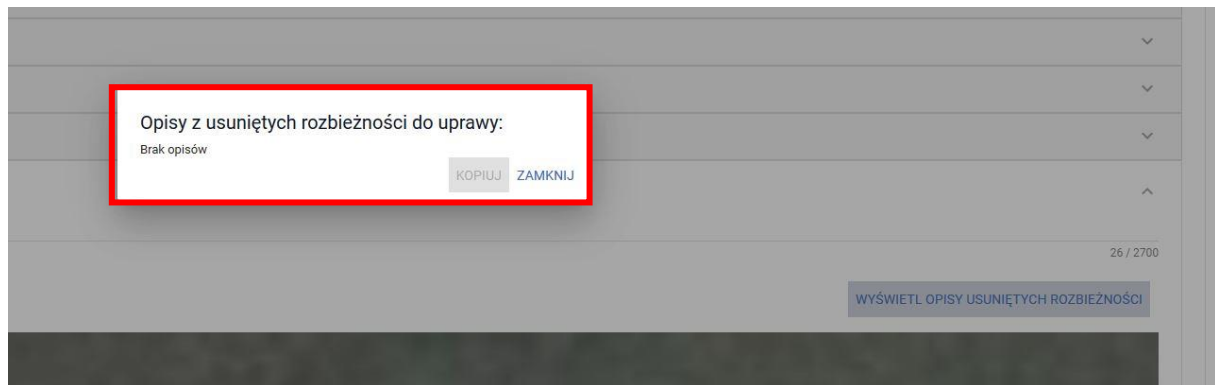 Opisy z usuniętych rozbieżności do uprawy:
Brak opisów
KOPIUJ ZAMKNIJ
26 / 2700
WYŚWIETL OPISY USUNIĘTYCH ROZBIEŻNOŚCI